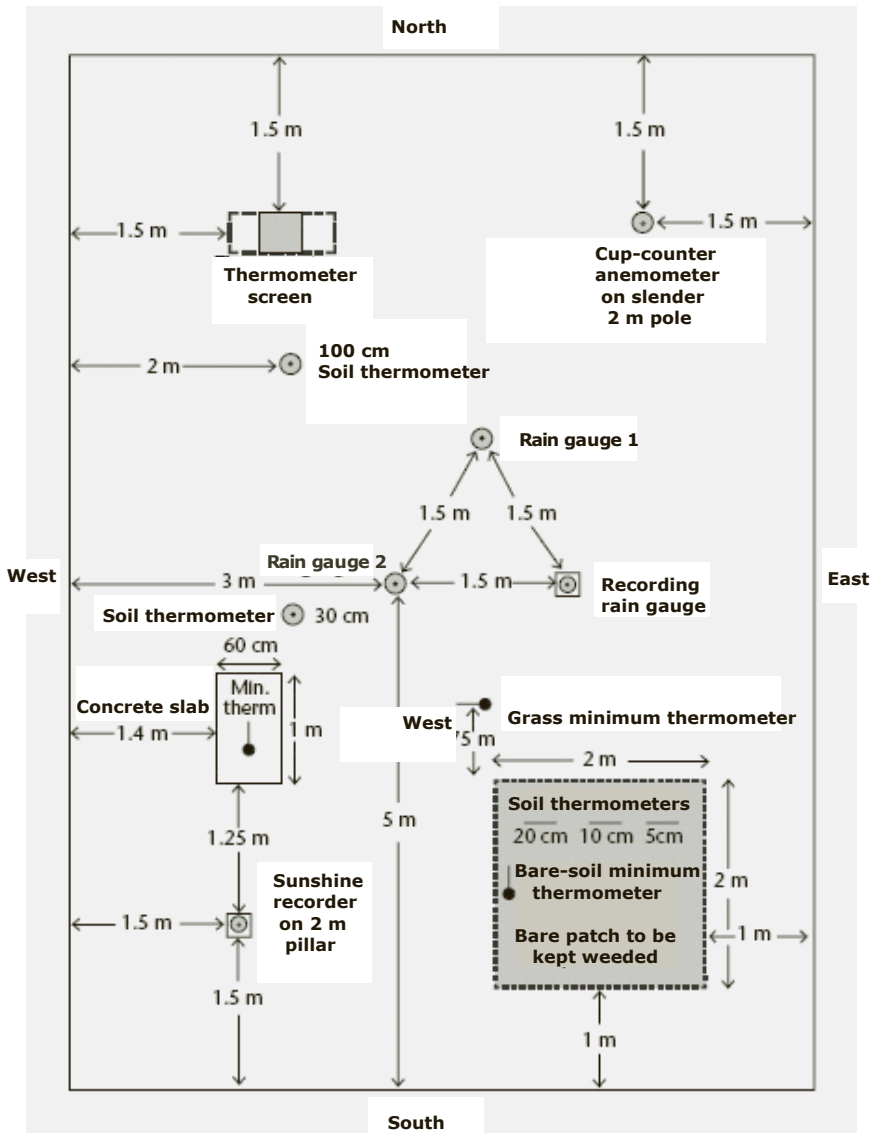 North
1.5 m
1.5 m
1.5 m
1.5 m
Thermometer
screen
Cup-counter
anemometer
on slender
2 m pole
2 m
100 cm
Soil thermometer
Rain gauge 1
1.5 m
1.5 m
Rain gauge 2
West
3 m
1.5 m
Recording
rain gauge
East
Soil thermometer
30 cm
60 cm
Concrete slab
Min.
therm
1 m
1.4 m
West
Grass minimum thermometer
75 m
2 m
Soil thermometers
20 cm 10 cm 5cm
5 m
1.25 m
Bare-soil minimum
thermometer
2 m
Sunshine
recorder
on 2 m
pillar
1.5 m
Bare patch to be
kept weeded
1 m
1.5 m
1 m
South